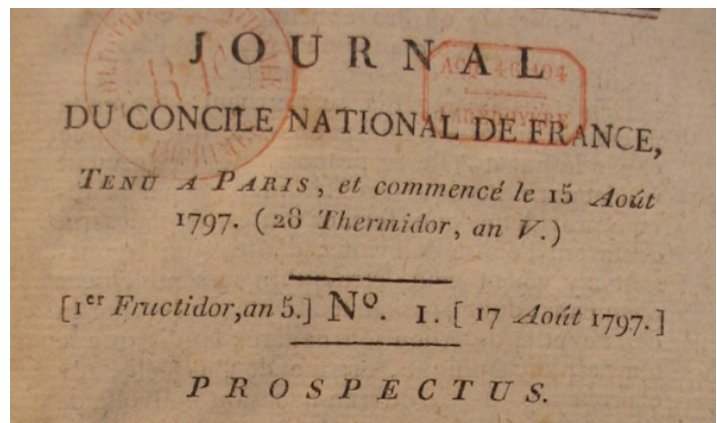 JOURNAL
DU CONCILE NATIONAL DE FRANCE,
TENU A PARIS, et commencé le 15 Août
1797. (28 Thermidor, an V.)
[1er Fructidor, an 5.] No. 1. [ 17 Août 1797.]
PROSPECTUS.